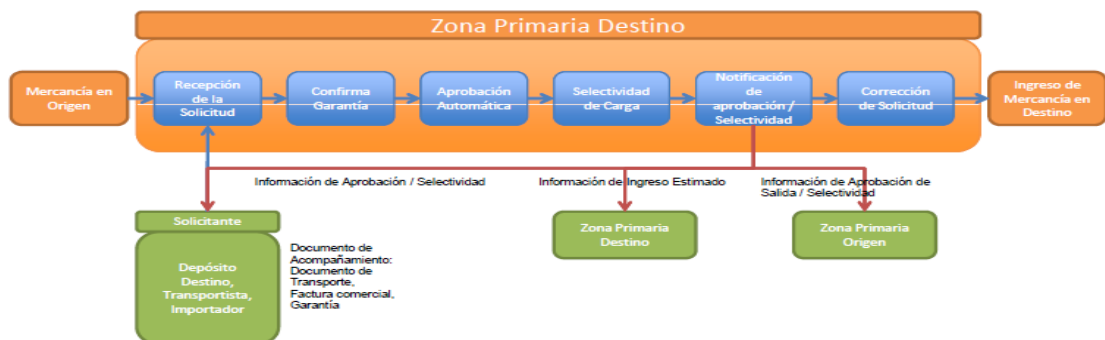 Zona Primaria Destino
Mercancía en
Origen
Recepción
de la
Solicitud
Confirma
Garantía
Aprobación
Automática
Selectividad
de Carga
Notificación
de
aprobación /
Selectividad
Corrección
de Solicitud
Ingreso de
Mercancía en
Destino
Información de Aprobación / Selectividad
Información de Ingreso Estimado
Información de Aprobación de
Salida / Selectividad
Solicitante
Depósito
Destino,
Transportista,
Importador
Documento de
Acompañamiento:
Documento de
Transporte,
Factura comercial,
Garantía
Zona Primaria
Destino
Zona Primaria
Origen